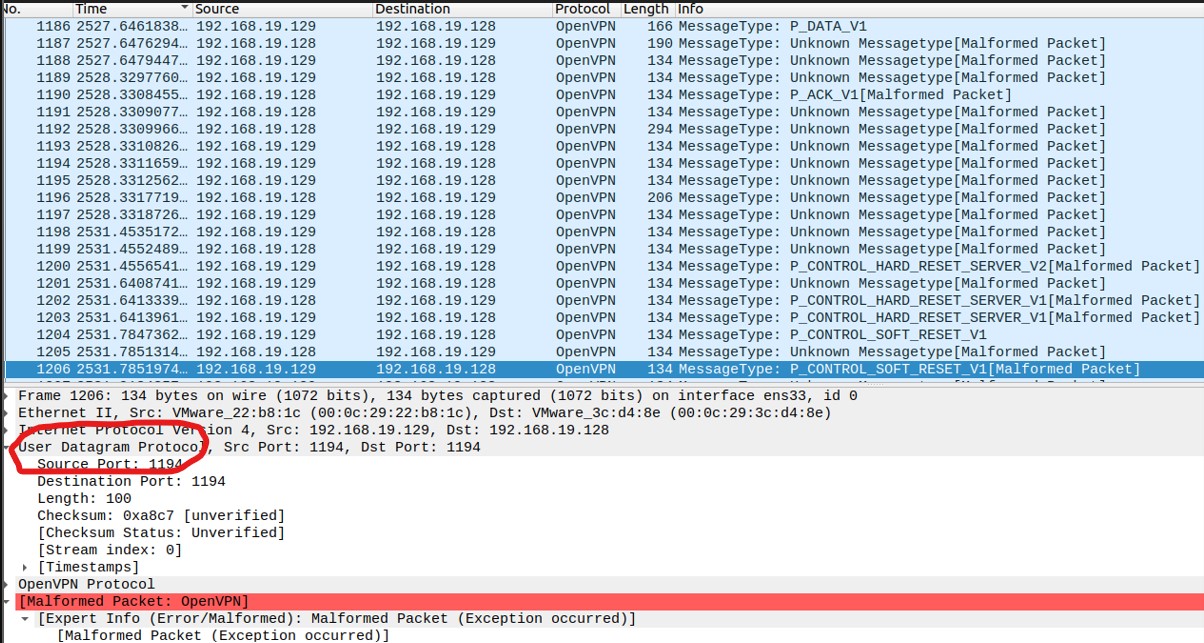 No. Time Source Destination Protocol Length Info
1186 2527.6461838… 192.168.19.129 192.168.19.128 OpenVPN 166 MessageType: P_DATA_V1
1187 2527.6476294… 192.168.19.128 192.168.19.129 OpenVPN 190 MessageType: Unknown Messagetype[Malformed Packet]
1188 2527.6479447… 192.168.19.129 192.168.19.128 OpenVPN 134 MessageType: Unknown Messagetype[Malformed Packet]
1189 2528.3297760… 192.168.19.129 192.168.19.128 OpenVPN 134 MessageType: Unknown Messagetype[Malformed Packet]
1190 2528.3308455… 192.168.19.128 192.168.19.129 OpenVPN 134 MessageType: P_ACK_V1[Malformed Packet]
1191 2528.3309077… 192.168.19.129 192.168.19.128 OpenVPN 134 MessageType: Unknown Messagetype[Malformed Packet]
1192 2528.3309966… 192.168.19.128 192.168.19.129 OpenVPN 294 MessageType: Unknown Messagetype[Malformed Packet]
1193 2528.3310826… 192.168.19.129 192.168.19.128 OpenVPN 134 MessageType: Unknown Messagetype[Malformed Packet]
1194 2528.3311659… 192.168.19.129 192.168.19.128 OpenVPN 134 MessageType: Unknown Messagetype[Malformed Packet]
1195 2528.3312562… 192.168.19.128 192.168.19.129 OpenVPN 134 MessageType: Unknown Messagetype[Malformed Packet]
1196 2528.3317719… 192.168.19.128 192.168.19.129 OpenVPN 206 MessageType: Unknown Messagetype[Malformed Packet]
1197 2528.3318726… 192.168.19.129 192.168.19.128 OpenVPN 134 MessageType: Unknown Messagetype[Malformed Packet]
1198 2531.4535172… 192.168.19.129 192.168.19.128 OpenVPN 134 MessageType: Unknown Messagetype[Malformed Packet]
1199 2531.4552489… 192.168.19.128 192.168.19.129 OpenVPN 134 MessageType: Unknown Messagetype[Malformed Packet]
1200 2531.4556541… 192.168.19.129 192.168.19.128 OpenVPN 134 MessageType: P_CONTROL_HARD_RESET_SERVER_V2[Malformed Packet]
1201 2531.6408741… 192.168.19.129 192.168.19.128 OpenVPN 134 MessageType: Unknown Messagetype[Malformed Packet]
1202 2531.6413339… 192.168.19.128 192.168.19.129 OpenVPN 134 MessageType: P_CONTROL_HARD_RESET_SERVER_V1[Malformed Packet]
1203 2531.6413961… 192.168.19.129 192.168.19.128 OpenVPN 134 MessageType: P_CONTROL_HARD_RESET_SERVER_V1[Malformed Packet]
1204 2531.7847362… 192.168.19.129 192.168.19.128 OpenVPN 134 MessageType: P_CONTROL_SOFT_RESET_V1
1205 2531.7851314… 192.168.19.128 192.168.19.129 OpenVPN 134 MessageType: Unknown Messagetype[Malformed Packet]
1206 2531.7851974… 192.168.19.129 192.168.19.128 OpenVPN 134 MessageType: P_CONTROL_SOFT_RESET_V1[Malformed Packet]
Frame 1206: 134 bytes on wire (1072 bits), 134 bytes captured (1072 bits) on interface ens33, id 0
Ethernet II, Src: VMware_22:b8:1c (00:0c:29:22:b8:1c), Dst: VMware_3c:d4:8e (00:0c:29:3c:d4:8e)
Internet Protocol Version 4, Src: 192.168.19.129, Dst: 192.168.19.128
User Datagram Protocol, Src Port: 1194, Dst Port: 1194
Source Port: 1194
Destination Port: 1194
Length: 100
Checksum: 0xa8c7 [unverified]
[Checksum Status: Unverified]
[Stream index: 0]
[Timestamps]
OpenVPN Protocol
[Malformed Packet: OpenVPN]
[Expert Info (Error/Malformed): Malformed Packet (Exception occurred)]
[Malformed Packet (Exception occurred)]